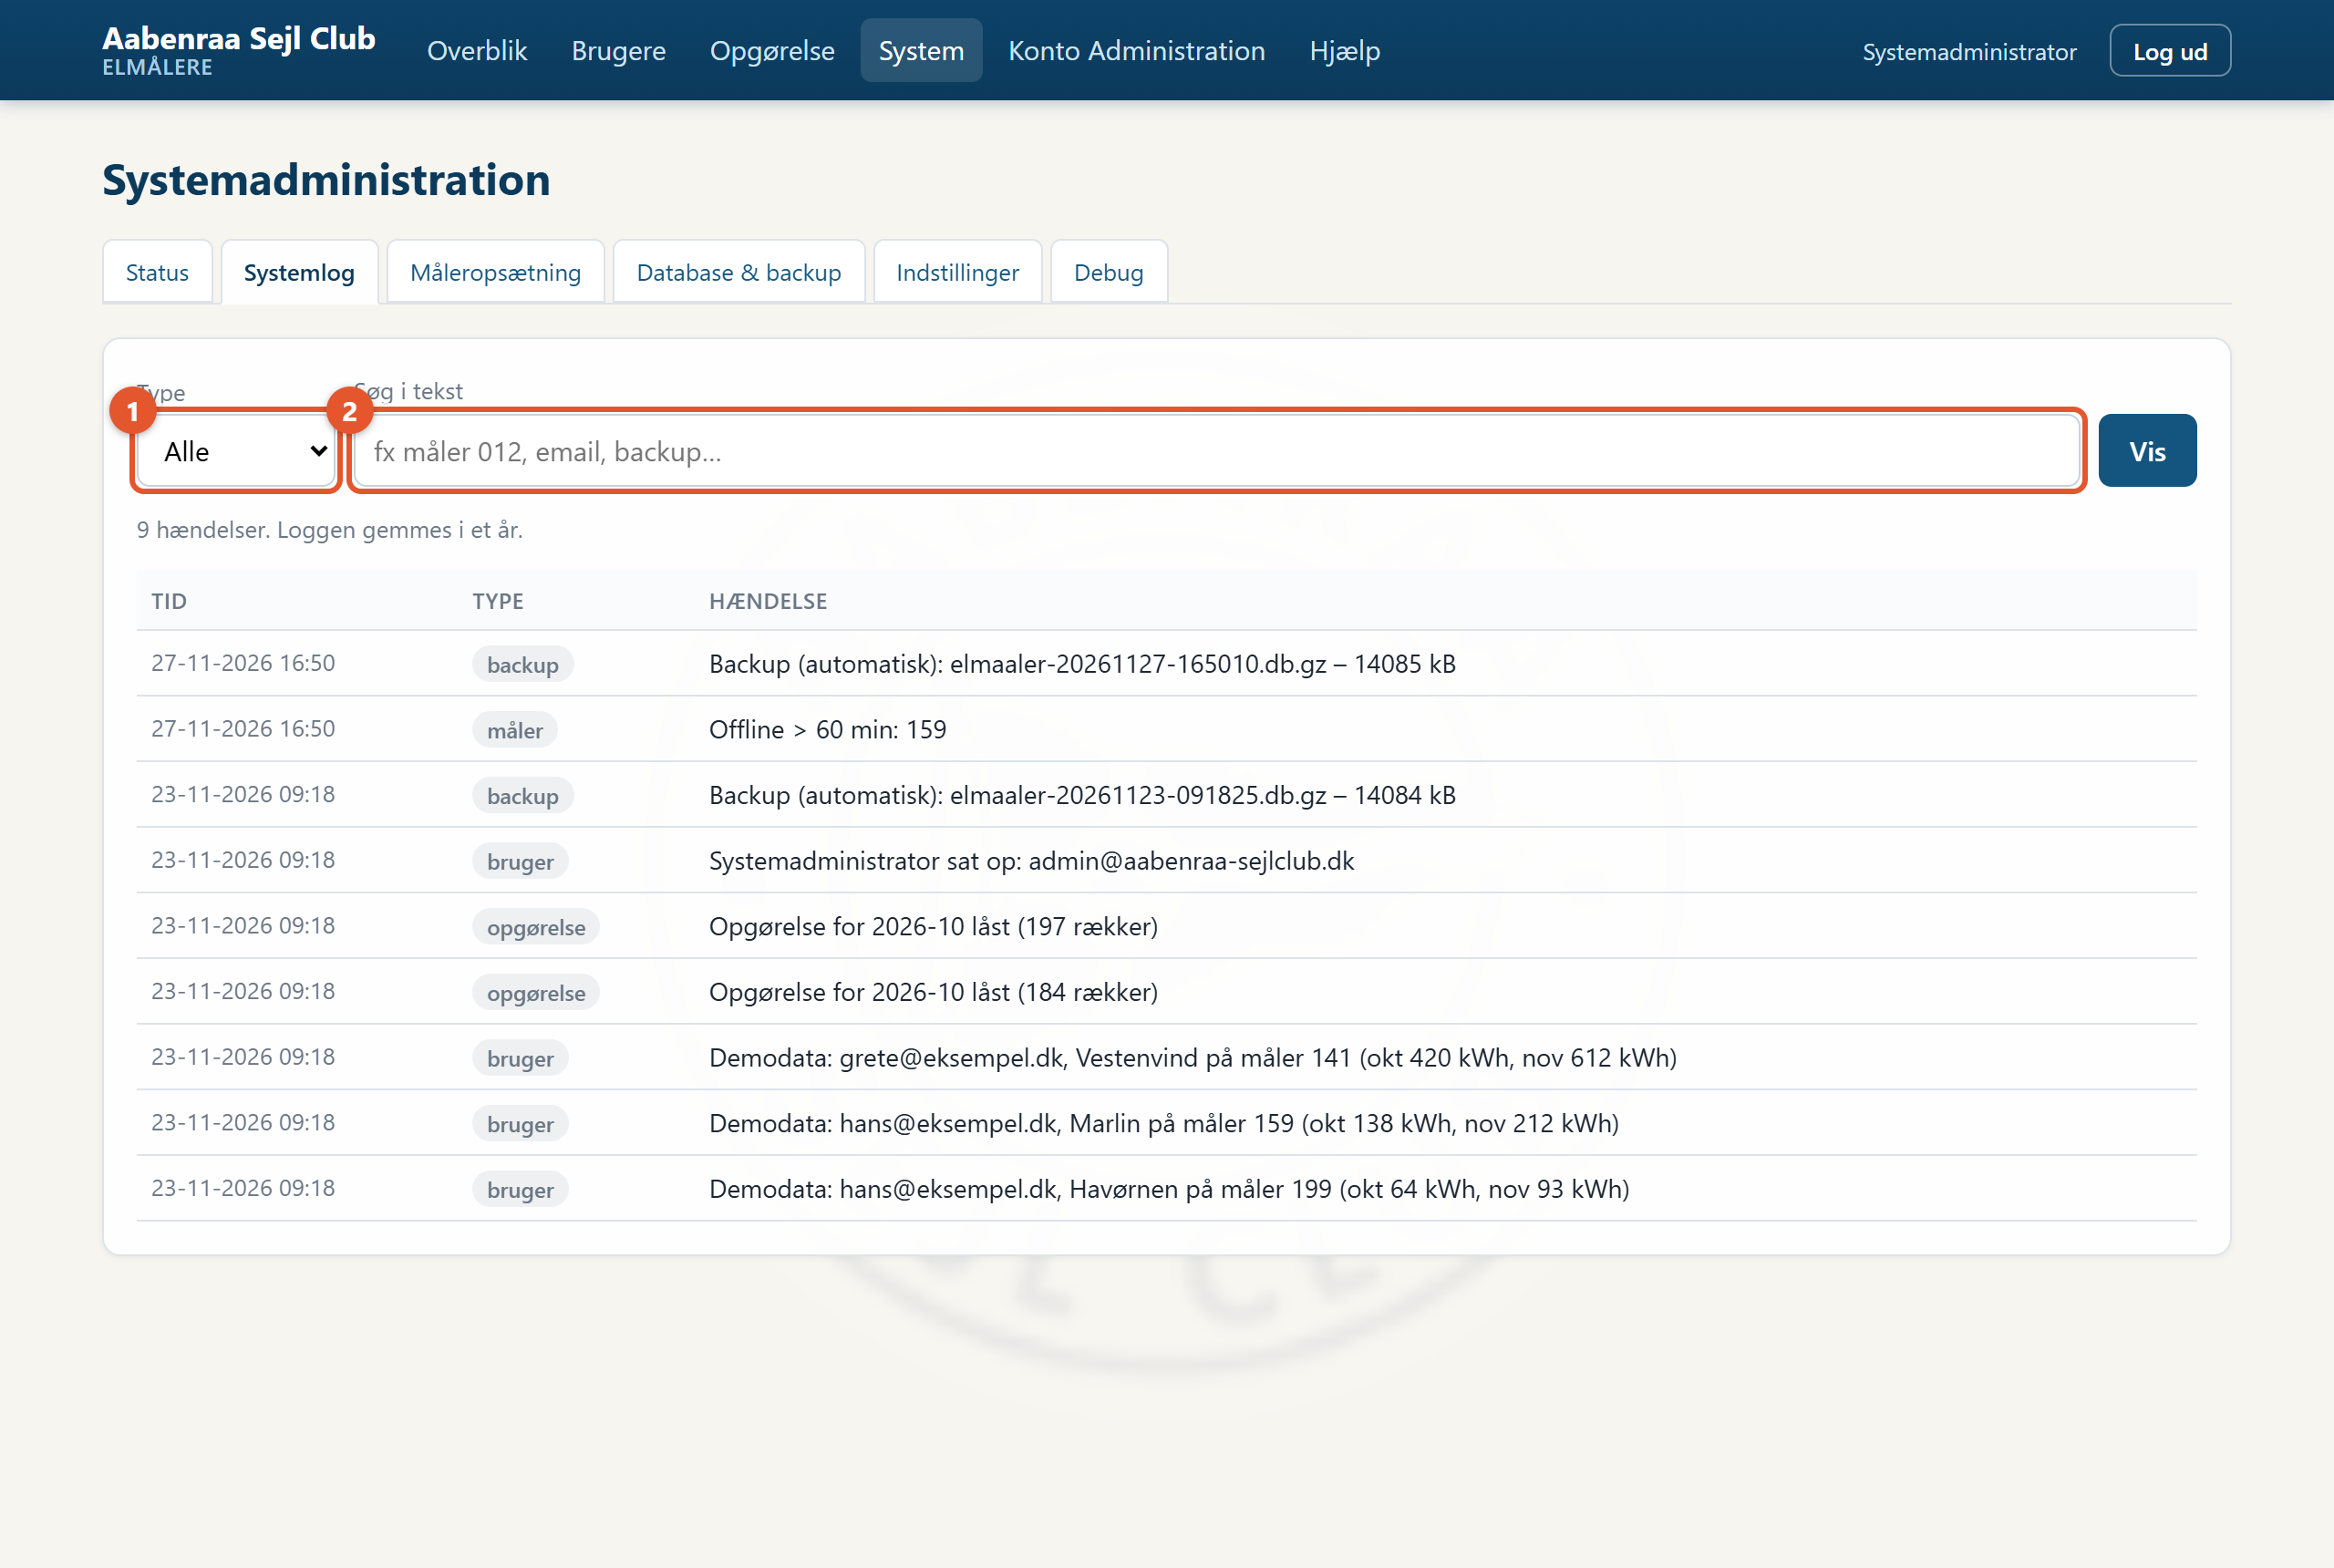 Aabenraa Sejl Club
ELMÅLERE
Overblik
Brugere
Opgørelse
System
Konto Administration
Hjælp
Systemadministrator
Log ud
Systemadministration
Status
Systemlog
Måleropsætning
Database & backup
Indstillinger
Debug
Type
Søg i tekst
1
2
Alle
fx måler 012, email, backup...
Vis
9 hændelser. Loggen gemmes i et år.
TID TYPE HÆNDELSE
27-11-2026 16:50 backup Backup (automatisk): elmaaler-20261127-165010.db.gz – 14085 kB
27-11-2026 16:50 måler Offline > 60 min: 159
23-11-2026 09:18 backup Backup (automatisk): elmaaler-20261123-091825.db.gz – 14084 kB
23-11-2026 09:18 bruger Systemadministrator sat op: admin@aabenraa-sejlclub.dk
23-11-2026 09:18 opgørelse Opgørelse for 2026-10 låst (197 rækker)
23-11-2026 09:18 opgørelse Opgørelse for 2026-10 låst (184 rækker)
23-11-2026 09:18 bruger Demodata: grete@eksempel.dk, Vestenvind på måler 141 (okt 420 kWh, nov 612 kWh)
23-11-2026 09:18 bruger Demodata: hans@eksempel.dk, Marlin på måler 159 (okt 138 kWh, nov 212 kWh)
23-11-2026 09:18 bruger Demodata: hans@eksempel.dk, Havørnen på måler 199 (okt 64 kWh, nov 93 kWh)